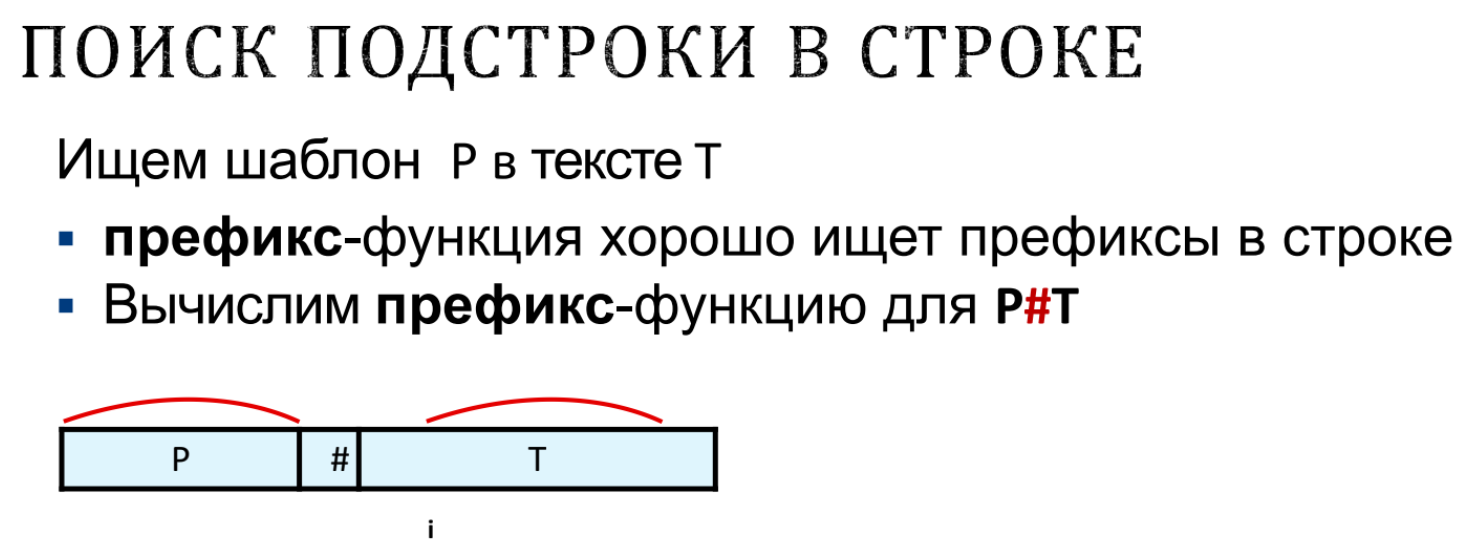 ПОИСК ПОДСТРОКИ В СТРОКЕ
Ищем шаблон P в тексте T
▪ префикс-функция хорошо ищет префиксы в строке
▪ Вычислим префикс-функцию для P#T
P # T
i